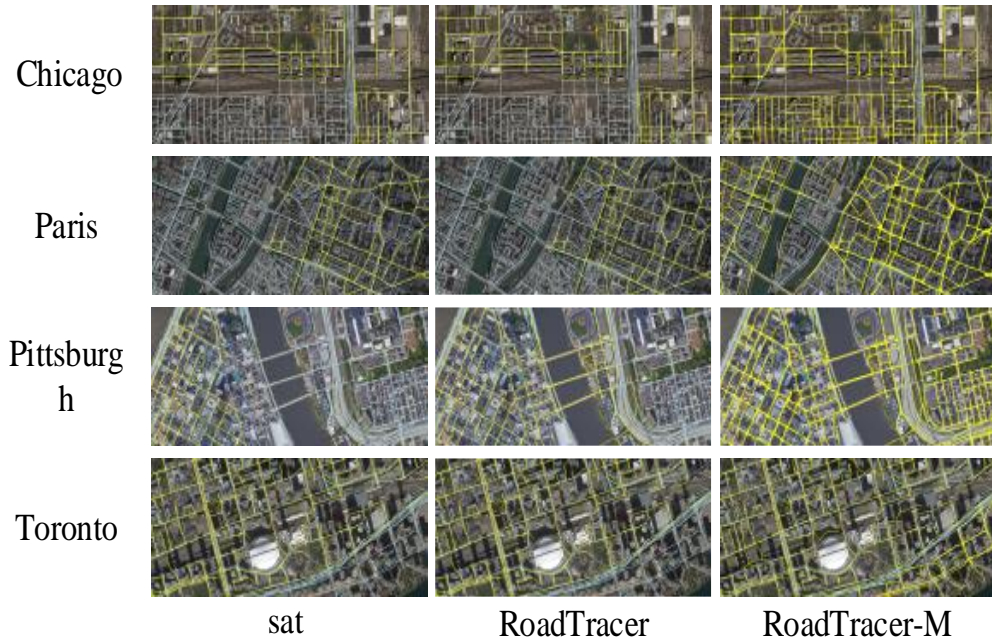 Chicago
Paris
Pittsburg
h
Toronto
sat
RoadTracer
RoadTracer-M